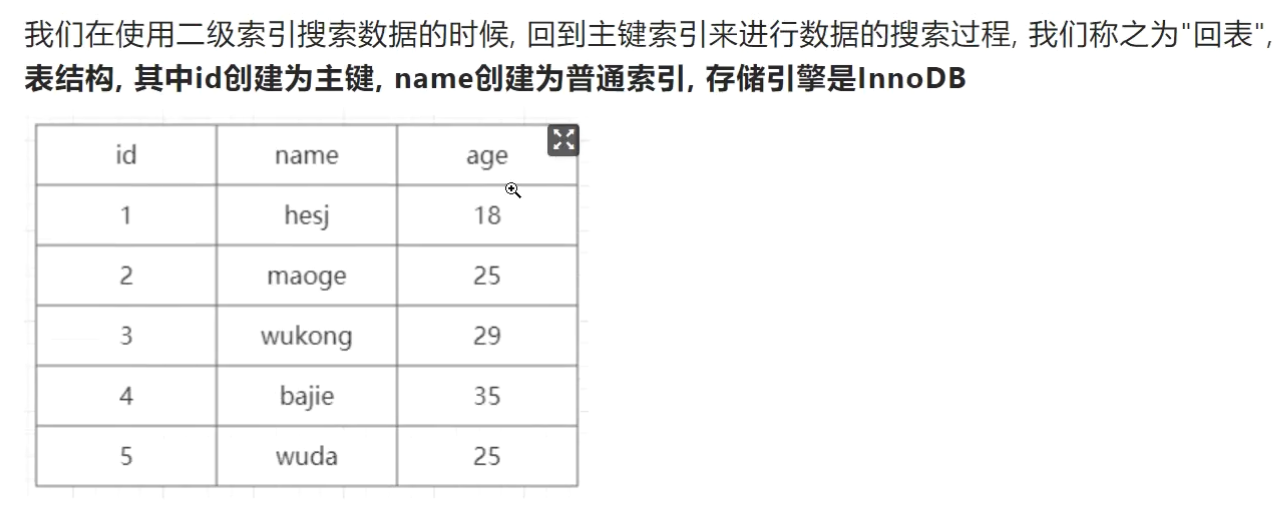 我们在使用二级索引搜索数据的时候, 回到主键索引来进行数据的搜索过程, 我们称之为"回表",
表结构, 其中id创建为主键, name创建为普通索引, 存储引擎是InnoDB
id name age
1 hesj 18
2 maoge 25
3 wukong 29
4 bajie 35
5 wuda 25